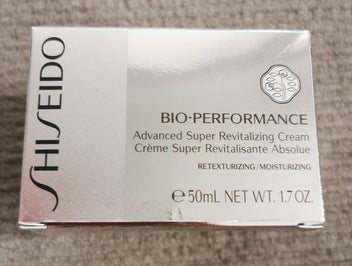 SHISEIDO
BIO-PERFORMANCE
Advanced Super Revitalizing Cream
Crème Super Revitalisante Absolue
RETEXTURIZING/MOISTURIZING
℮ 50mL NET WT. 1.7 OZ.